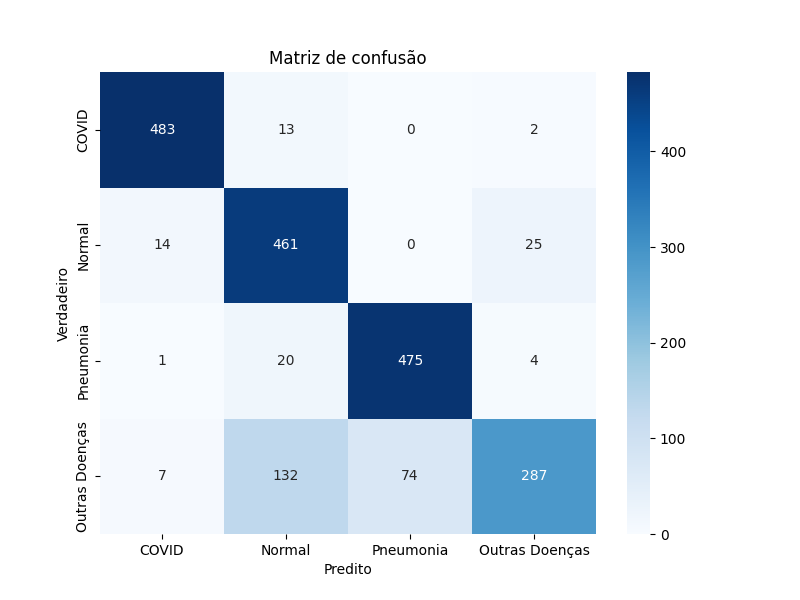 Matriz de confusão
Verdadeiro
COVID
483 13 0 2
Normal
14 461 0 25
Pneumonia
1 20 475 4
Outras Doenças
7 132 74 287
COVID Normal Pneumonia Outras Doenças
Predito
400
300
200
100
0